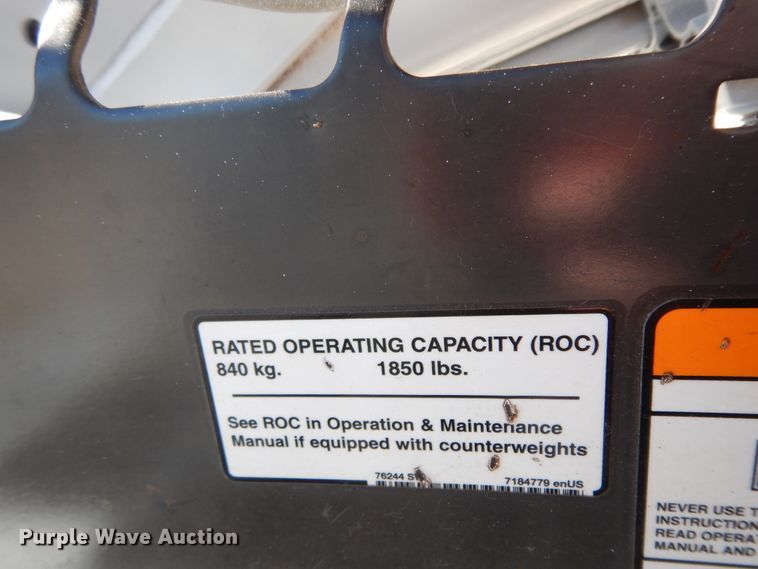 RATED OPERATING CAPACITY (ROC)
840 kg. 1850 lbs.
See ROC in Operation & Maintenance
Manual if equipped with counterweights
76244 7184779 enUS
NEVER USE
INSTRUCTION
READ
MANUAL AND
Purple Wave Auction